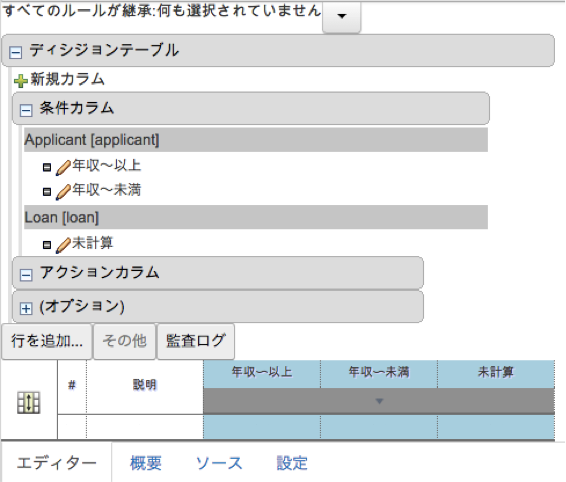 すべてのルールが継承:何も選択されていません
ディシジョンテーブル
新規カラム
条件カラム
Applicant [applicant]
年収～以上
年収～未満
Loan [loan]
未計算
アクションカラム
(オプション)
行を追加... その他 監査ログ
# 説明 年収～以上 年収～未満 未計算
エディター 概要 ソース 設定